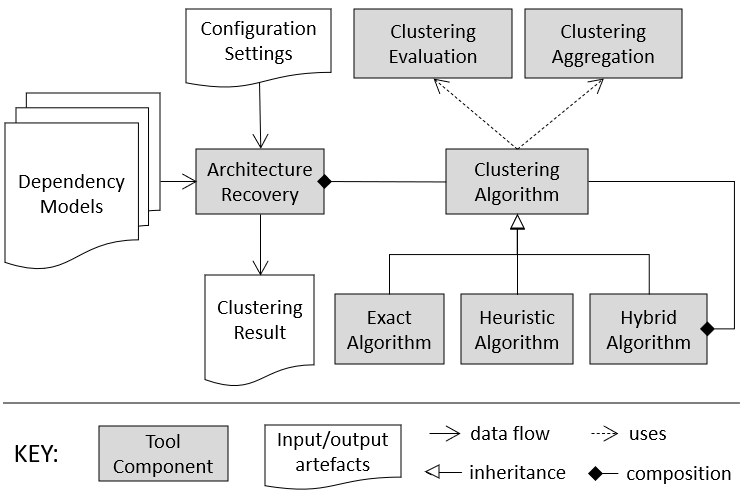 Configuration
Settings
Clustering
Evaluation
Clustering
Aggregation
Dependency
Models
Architecture
Recovery
Clustering
Algorithm
Clustering
Result
Exact
Algorithm
Heuristic
Algorithm
Hybrid
Algorithm
KEY:
Tool
Component
Input/output
artefacts
data flow
uses
inheritance
composition